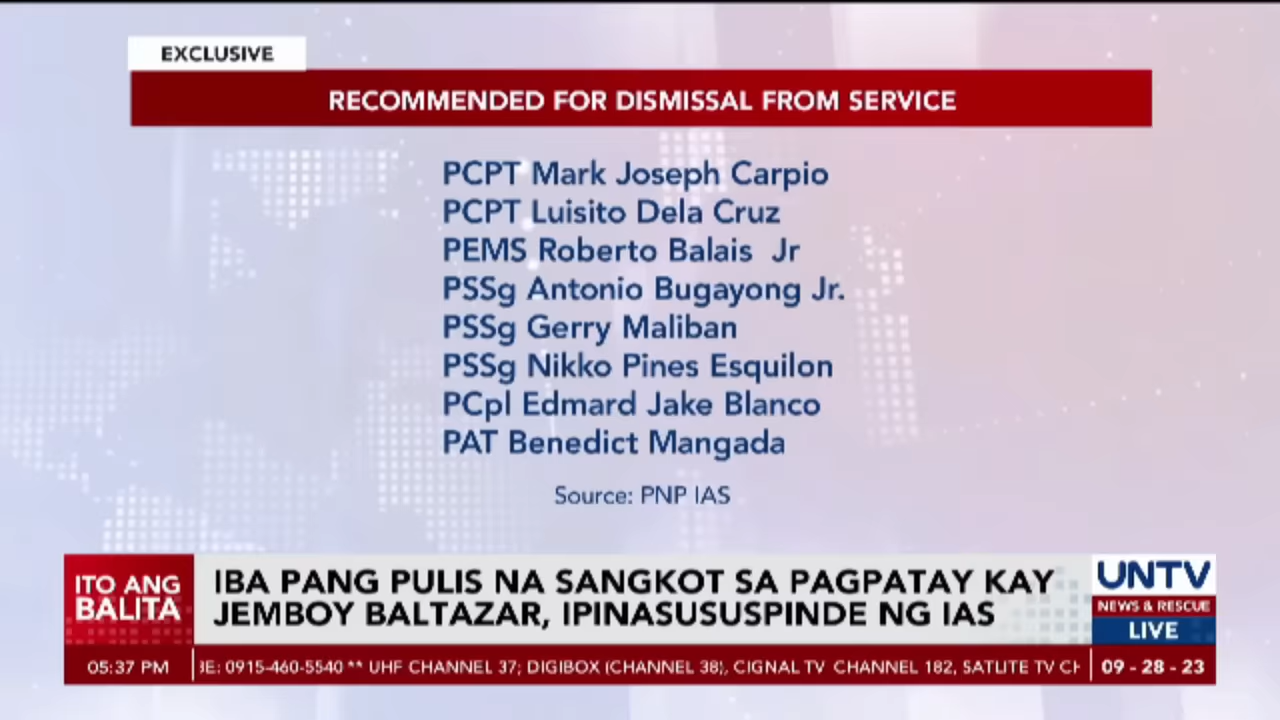 EXCLUSIVE
RECOMMENDED FOR DISMISSAL FROM SERVICE
PCPT Mark Joseph Carpio
PCPT Luisito Dela Cruz
PEMS Roberto Balais Jr
PSSg Antonio Bugayong Jr.
PSSg Gerry Maliban
PSSg Nikko Pines Esquilon
PCpl Edmard Jake Blanco
PAT Benedict Mangada
Source: PNP IAS
ITO ANG
BALITA
IBA PANG PULIS NA SANGKOT SA PAGPATAY KAY
JEMBOY BALTAZAR, IPINASUSUSPINDE NG IAS
UNTV
NEWS & RESCUE
LIVE
05:37 PM
: 0915-460-5540 ** UHF CHANNEL 37; DIGIBOX (CHANNEL 38), CIGNAL TV CHANNEL 182, SATLITE TV
09 - 28 - 23